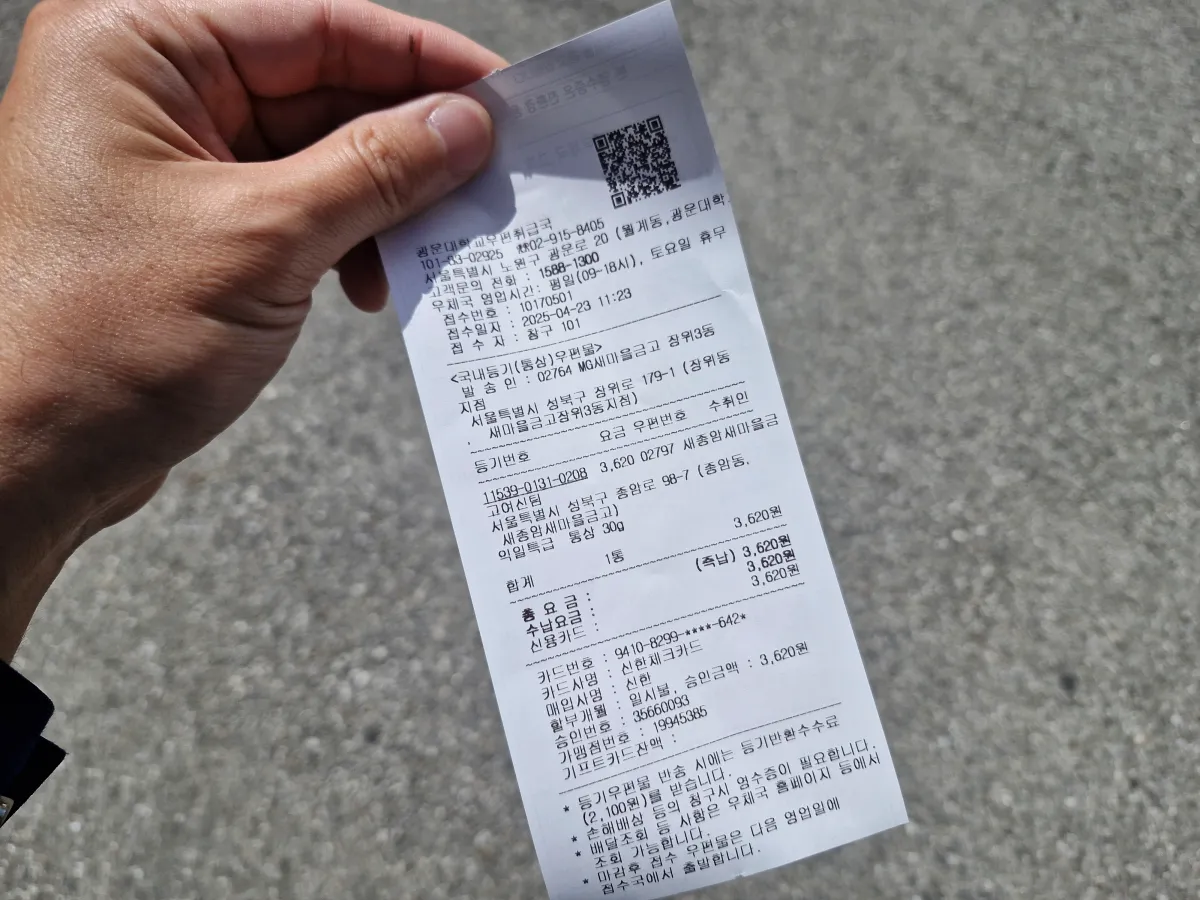 광운대학교우편취급국
101-83-02925 ☎02-915-8405
서울특별시 노원구 광운로 20 (월계동,광운대학
고객문의 전화 : 1588-1300
우체국 영업시간: 평일(09-18시), 토요일 휴무
접수번호 : 10170501
접수일자 : 2025-04-23 11:23
접 수 자 : 창구 101
<국내등기(통상)우편물>
발 송 인 : 02764 MG새마을금고 장위3동
지점
서울특별시 성북구 장위로 179-1 (장위동
, 새마을금고장위3동지점)
등기번호 요금 우편번호 수취인
11539-0131-0208 3,620 02797 새종암새마을금
고여신팀
서울특별시 성북구 종암로 98-7 (종암동,
새종암새마을금고)
익일특급 통상 30g 3,620원
합계 1통 (즉납) 3,620원
총 요 금 : 3,620원
수납요금 : 3,620원
신용카드 :
카드번호 : 9410-8299-****-642*
카드사명 : 신한체크카드
매입사명 : 신한
할부개월 : 일시불, 승인금액 : 3,620원
승인번호 : 35660093
가맹점번호 : 19945385
기프트카드잔액 :
* 등기우편물 반송 시에는 등기반환수수료
(2,100원)를 받습니다.
* 손해배상 등의 청구시 영수증이 필요합니다.
* 배달조회 등 사항은 우체국 홈페이지 등에서
조회 가능합니다.
* 마감후 접수 우편물은 다음 영업일에
접수국에서 출발합니다.